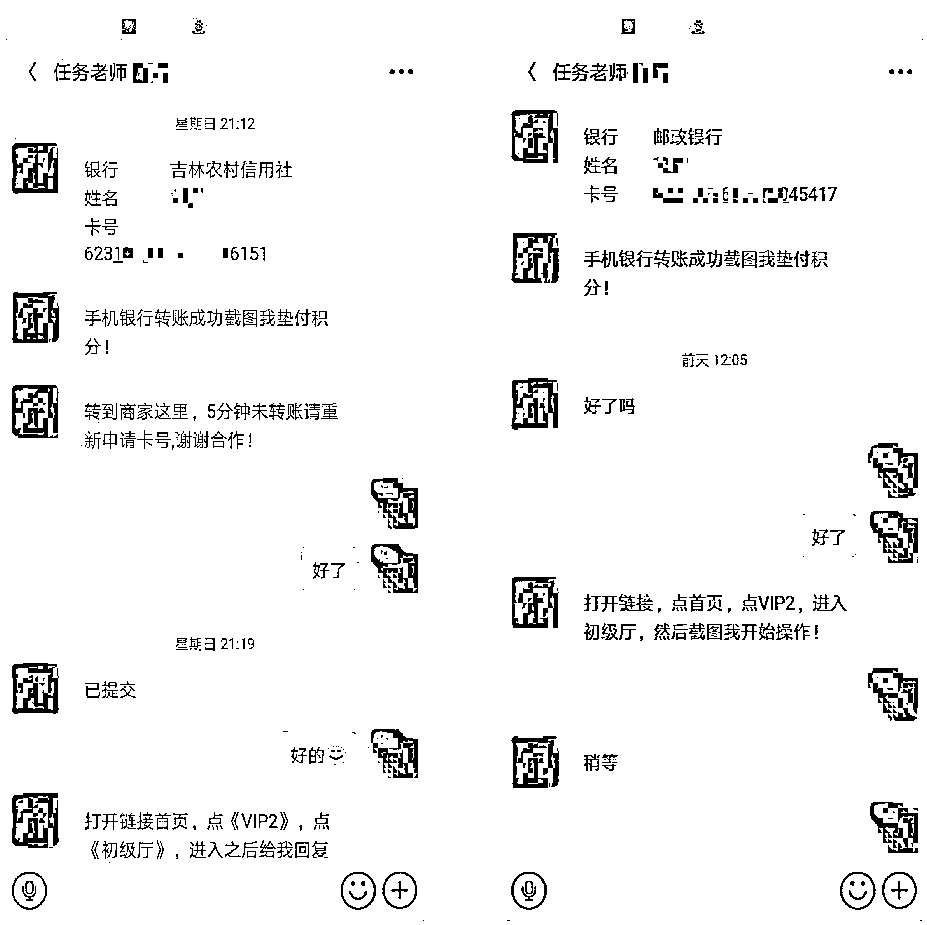 任务老师
星期日 21:12
银行 吉林农村信用社
姓名
卡号
6231 6151
手机银行转账成功截图我垫付积
分！
转到商家这里，5分钟未转账请重
新申请卡号,谢谢合作！
好了
星期日 21:19
已提交
好的
打开链接首页，点《VIP2》，点
《初级厅》，进入之后给我回复
任务老师
银行 邮政银行
姓名
卡号 045417
手机银行转账成功截图我垫付积
分！
前天 12:05
好了吗
好了
打开链接，点首页，点VIP2，进入
初级厅，然后截图我开始操作！
稍等